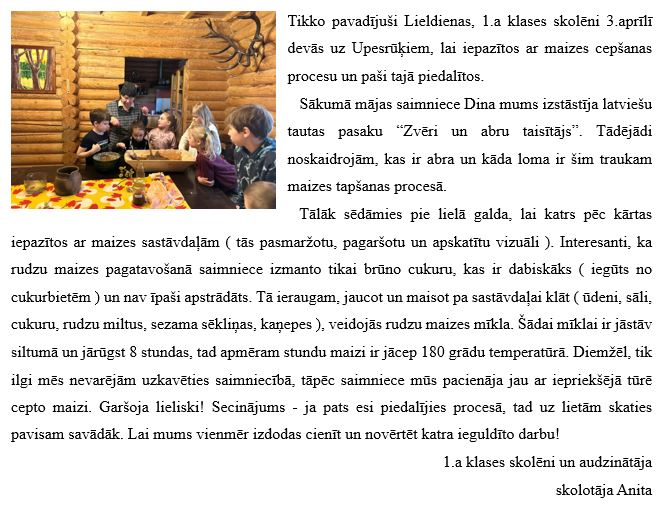 Tikko pavadījuši Lieldienas, 1.a klases skolēni 3.aprīlī
devās uz Upesrūķiem, lai iepazītos ar maizes cepšanas
procesu un paši tajā piedalītos.
Sākumā mājas saimniece Dina mums izstāstīja latviešu
tautas pasaku “Zvēri un abru taisītājs”. Tādējādi
noskaidrojām, kas ir abra un kāda loma ir šim traukam
maizes tapšanas procesā.
Tālāk sēdāmies pie lielā galda, lai katrs pēc kārtas
iepazītos ar maizes sastāvdaļām ( tās pasmaržotu, pagaršotu un apskatītu vizuāli ). Interesanti, ka
rudzu maizes pagatavošanā saimniece izmanto tikai brūno cukuru, kas ir dabiskāks ( iegūts no
cukurbietēm ) un nav īpaši apstrādāts. Tā ieraugam, jaucot un maisot pa sastāvdaļai klāt ( ūdeni, sāli,
cukuru, rudzu miltus, sezama sēkliņas, kaņepes ), veidojās rudzu maizes mīkla. Šādai mīklai ir jāstāv
siltumā un jārūgst 8 stundas, tad apmēram stundu maizi ir jācep 180 grādu temperatūrā. Diemžēl, tik
ilgi mēs nevarējām uzkavēties saimniecībā, tāpēc saimniece mūs pacienāja jau ar iepriekšējā tūrē
cepto maizi. Garšoja lieliski! Secinājums - ja pats esi piedalījies procesā, tad uz lietām skaties
pavisam savādāk. Lai mums vienmēr izdodas cienīt un novērtēt katra ieguldīto darbu!
1.a klases skolēni un audzinātāja
skolotāja Anita